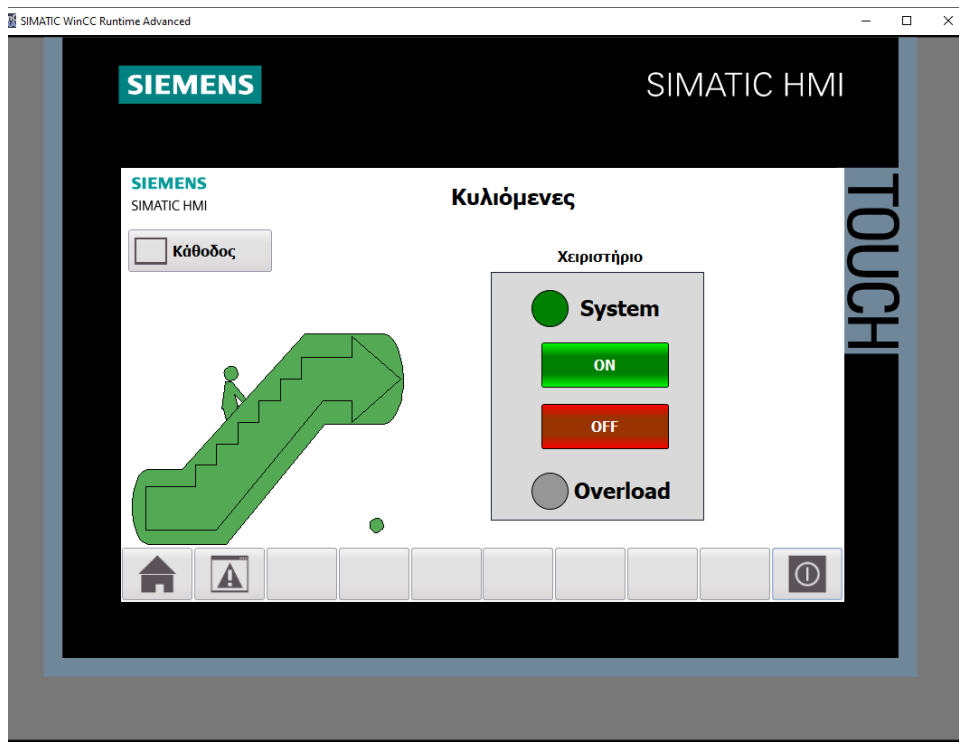 SIMATIC WinCC Runtime Advanced
SIEMENS
SIMATIC HMI
TOUCH
SIEMENS
SIMATIC HMI
Κυλιόμενες
Κάθοδος
Χειριστήριο
System
ON
OFF
Overload